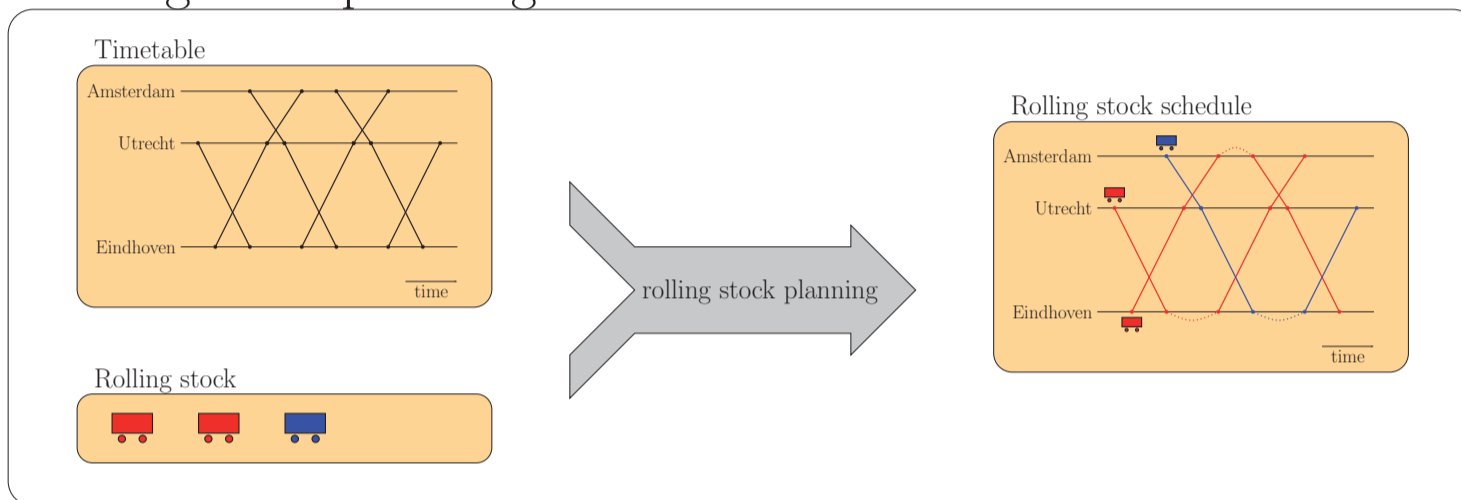 Timetable
Amsterdam
Utrecht
Eindhoven
time
Rolling stock
rolling stock planning
Rolling stock schedule
Amsterdam
Utrecht
Eindhoven
time